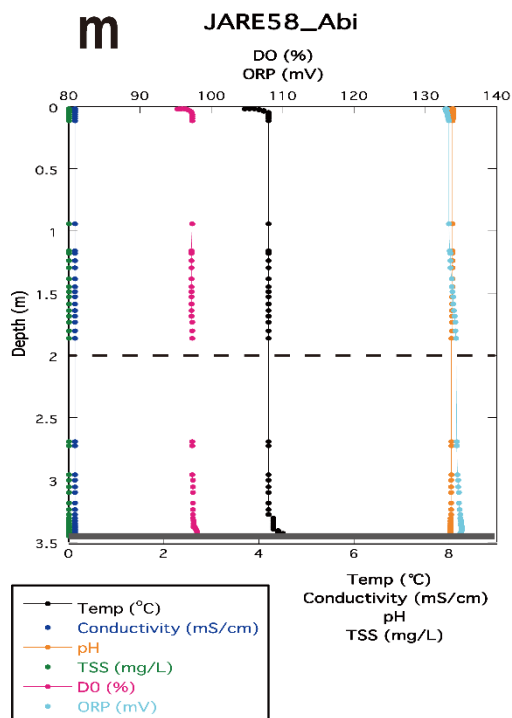 m
JARE58_Abi
DO (%)
ORP (mV)
80 100 110 120 130 140
0
0.5
1
1.5
2
2.5
3
3.5
Depth (m)
0 2 4 6 8
Temp (℃)
Conductivity (mS/cm)
pH
TSS (mg/L)
Temp (°C)
Conductivity (mS/cm)
pH
TSS (mg/L)
DO (%)
ORP (mV)